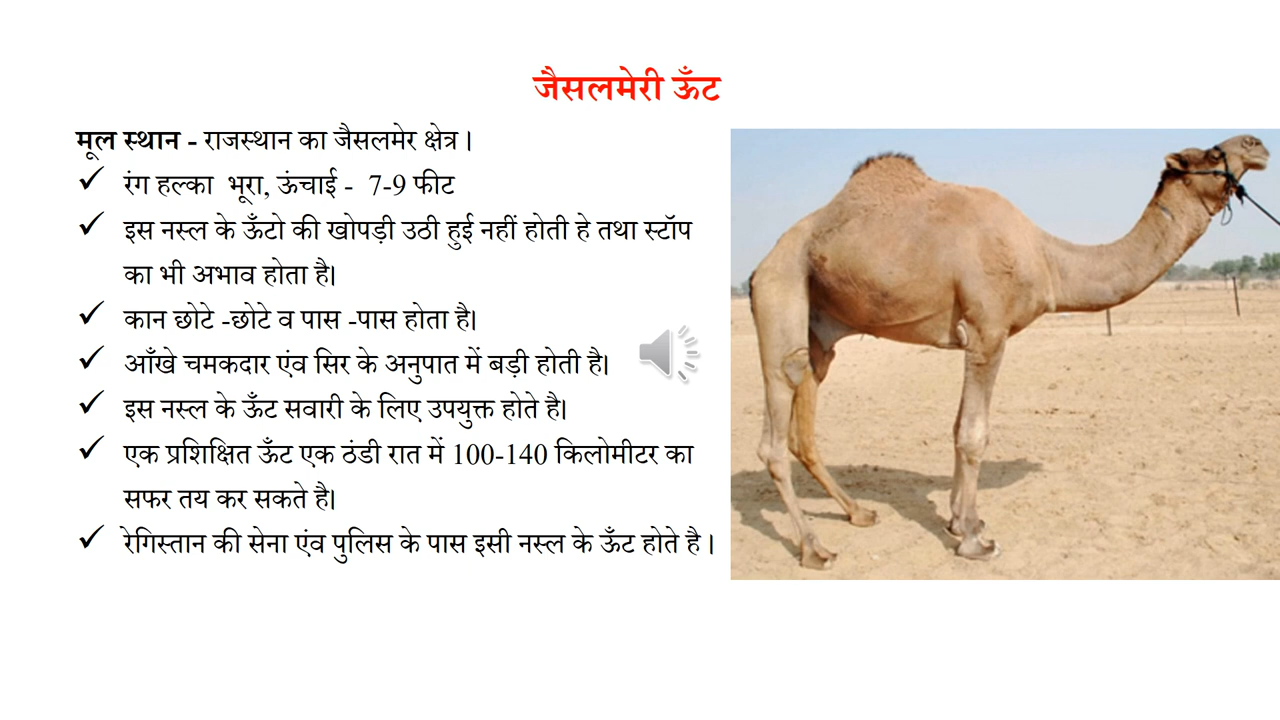 जैसलमेरी ऊँट
मूल स्थान - राजस्थान का जैसलमेर क्षेत्र ।
✓ रंग हल्का भूरा, ऊंचाई - 7-9 फीट
✓ इस नस्ल के ऊँटो की खोपड़ी उठी हुई नहीं होती हे तथा स्टॉप
का भी अभाव होता है।
✓ कान छोटे -छोटे व पास -पास होता है।
✓ आँखे चमकदार एंव सिर के अनुपात में बड़ी होती है।
✓ इस नस्ल के ऊँट सवारी के लिए उपयुक्त होते है।
✓ एक प्रशिक्षित ऊँट एक ठंडी रात में 100-140 किलोमीटर का
सफर तय कर सकते है।
✓ रेगिस्तान की सेना एंव पुलिस के पास इसी नस्ल के ऊँट होते है ।